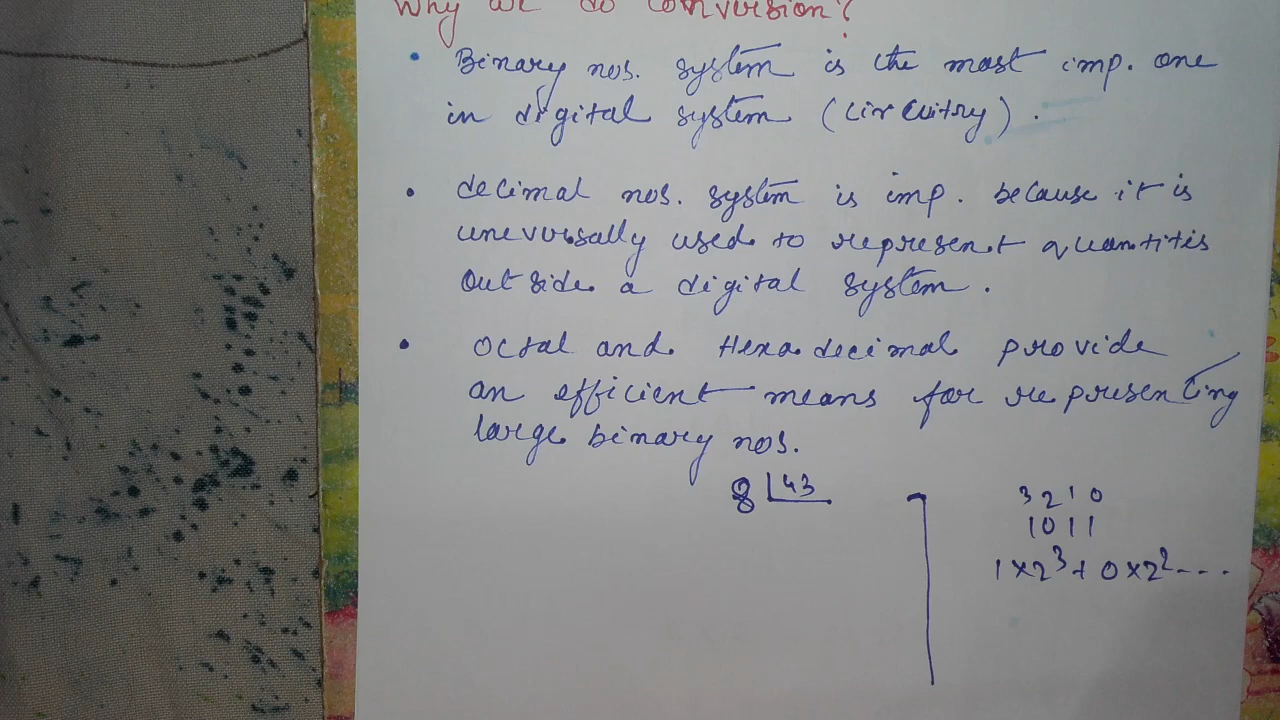 Why we do conversion?
• Binary nos. system is the most imp. one
in digital system (circuitry).
• decimal nos. system is imp. because it is
universally used to represent quantitis
outside a digital system.
• Octal and Hexadecimal provide
an efficient means for representing
large binary nos.
8 43
3 2 1 0
1 0 1 1
1×2³+ 0×2²----